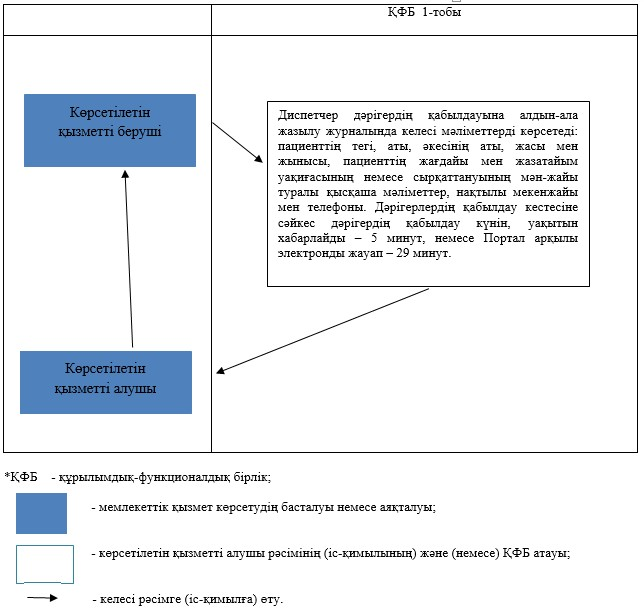 ҚФБ 1-тобы
Көрсетілетін
қызметті беруші
Диспетчер дәрігердің қабылдауына алдын-ала
жазылу журналында келесі мәліметтерді көрсетеді:
пациенттің тегі, аты, әкесінің аты, жасы мен
жынысы, пациенттің жағдайы мен жазатайым
уақиғасының немесе сырқаттануының мән-жайы
туралы қысқаша мәліметтер, нақтылы мекенжайы
мен телефоны. Дәрігерлердің қабылдау кестесіне
сәйкес дәрігердің қабылдау күнін, уақытын
хабарлайды – 5 минут, немесе Портал арқылы
электронды жауап – 29 минут.
Көрсетілетін
қызметті алушы
*ҚФБ - құрылымдық-функционалдық бірлік;
- мемлекеттік қызмет көрсетудің басталуы немесе аяқталуы;
- көрсетілетін қызметті алушы рәсімінің (іс-қимылының) және (немесе) ҚФБ атауы;
- келесі рәсімге (іс-қимылға) өту.